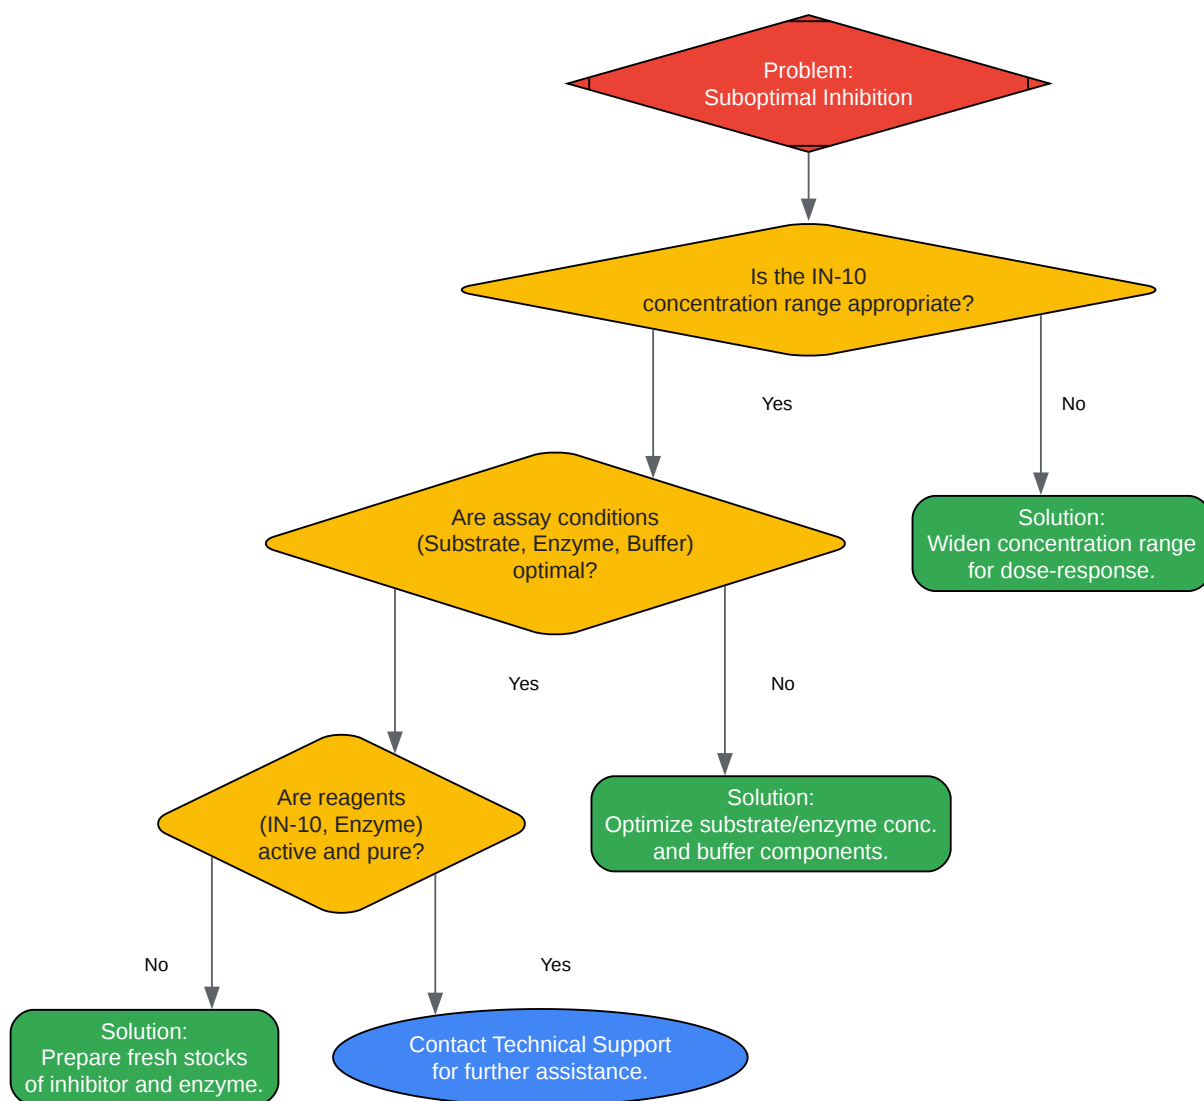 Problem:
Suboptimal Inhibition
Is the IN-10
concentration range appropriate?
Yes
No
Are assay conditions
(Substrate, Enzyme, Buffer)
optimal?
Solution:
Widen concentration range
for dose-response.
Yes
No
Are reagents
(IN-10, Enzyme)
active and pure?
Solution:
Optimize substrate/enzyme conc.
and buffer components.
No
Yes
Solution:
Prepare fresh stocks
of inhibitor and enzyme.
Contact Technical Support
for further assistance.